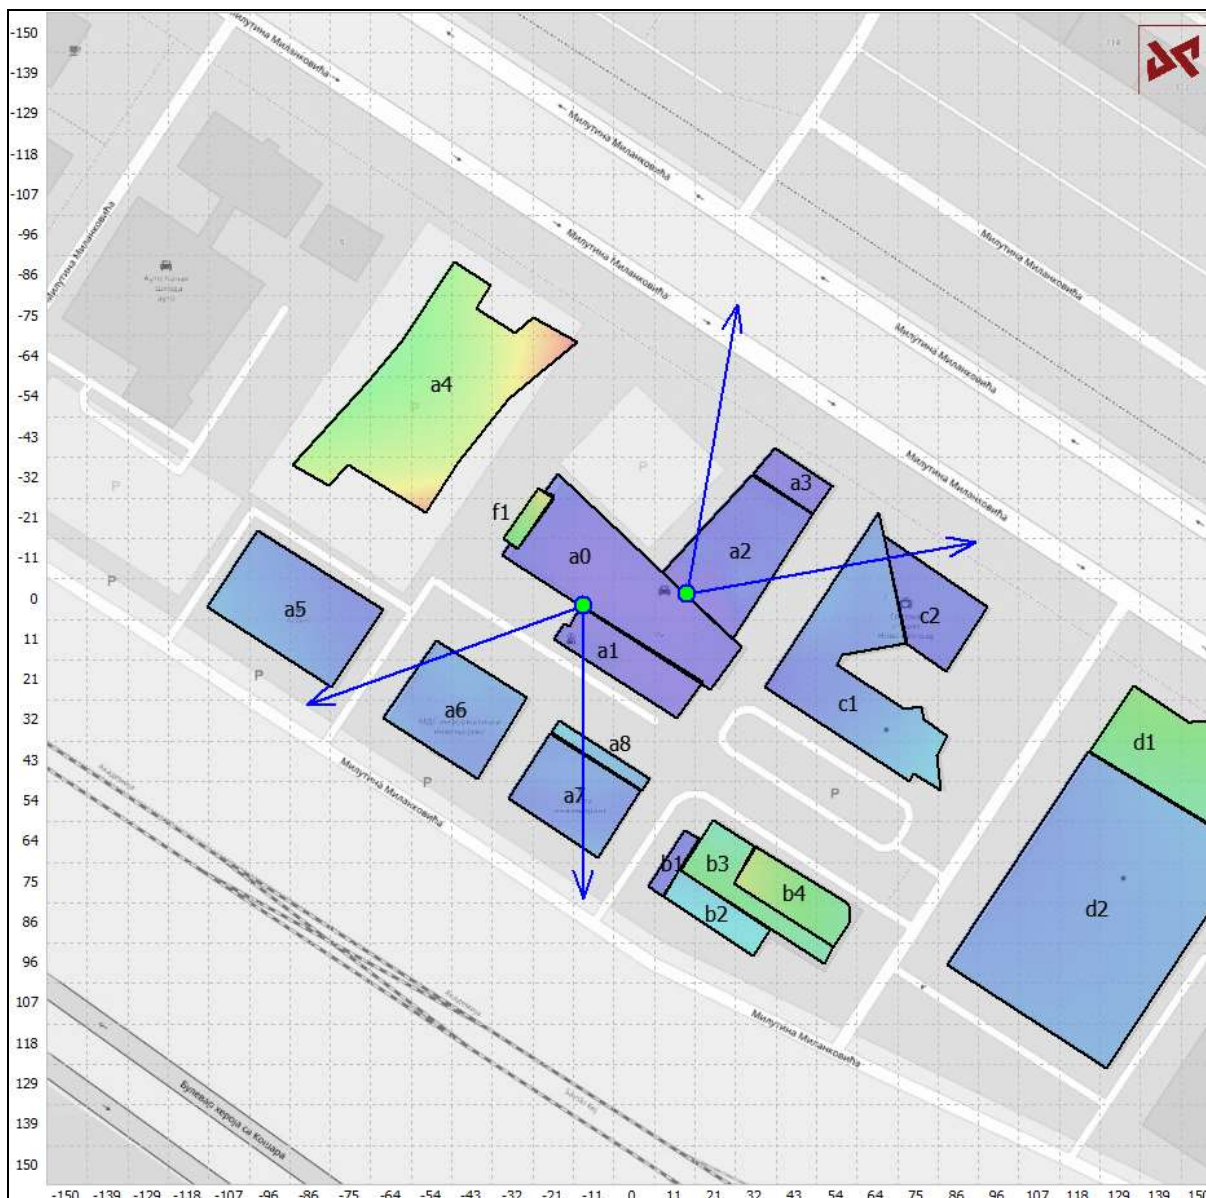 -150
-139
-129
-118
-107
-96
-86
-75
-64
-54
-43
-32
-21
-11
0
11
21
32
43
54
64
75
86
96
107
118
129
139
150
Милутина Миланковића
Милутина Миланковића
Милутина Миланковића
Милутина Миланковића
Милутина Миланковића
Милутина Миланковића
Милутина Миланковића
Милутина Миланковића
P
a4
P
P
a3
f1
a0
a2
P
a5
c2
a1
P
a6
c1
d1
a8
Милутина Миланковића
P
a7
P
b1
b3
b4
b2
d2
Милутина Миланковића
Булевар хероја са Кошара
-150 -139 -129 -118 -107 -96 -86 -75 -64 -54 -43 -32 -21 -11 0 11 21 32 43 54 64 75 86 96 107 118 129 139 150